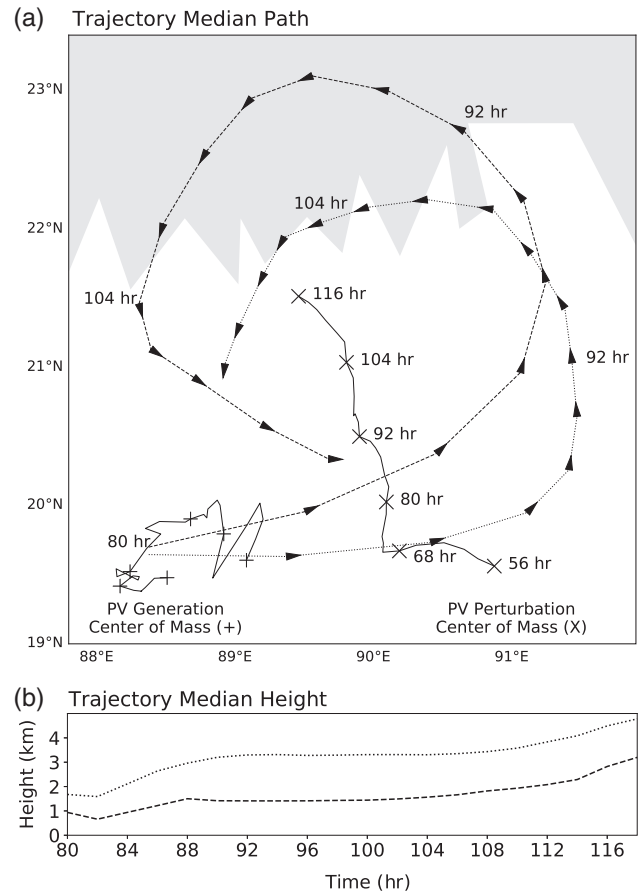 (a) Trajectory Median Path
23°N
92 hr
22°N
104 hr
104 hr
116 hr
21°N
104 hr
92 hr
92 hr
20°N
80 hr
80 hr
68 hr
56 hr
PV Generation
Center of Mass (+)
PV Perturbation
Center of Mass (X)
19°N
88°E 89°E 90°E 91°E
(b) Trajectory Median Height
Height (km)
4
3
2
1
0
80 84 88 92 96 100 104 108 112 116
Time (hr)